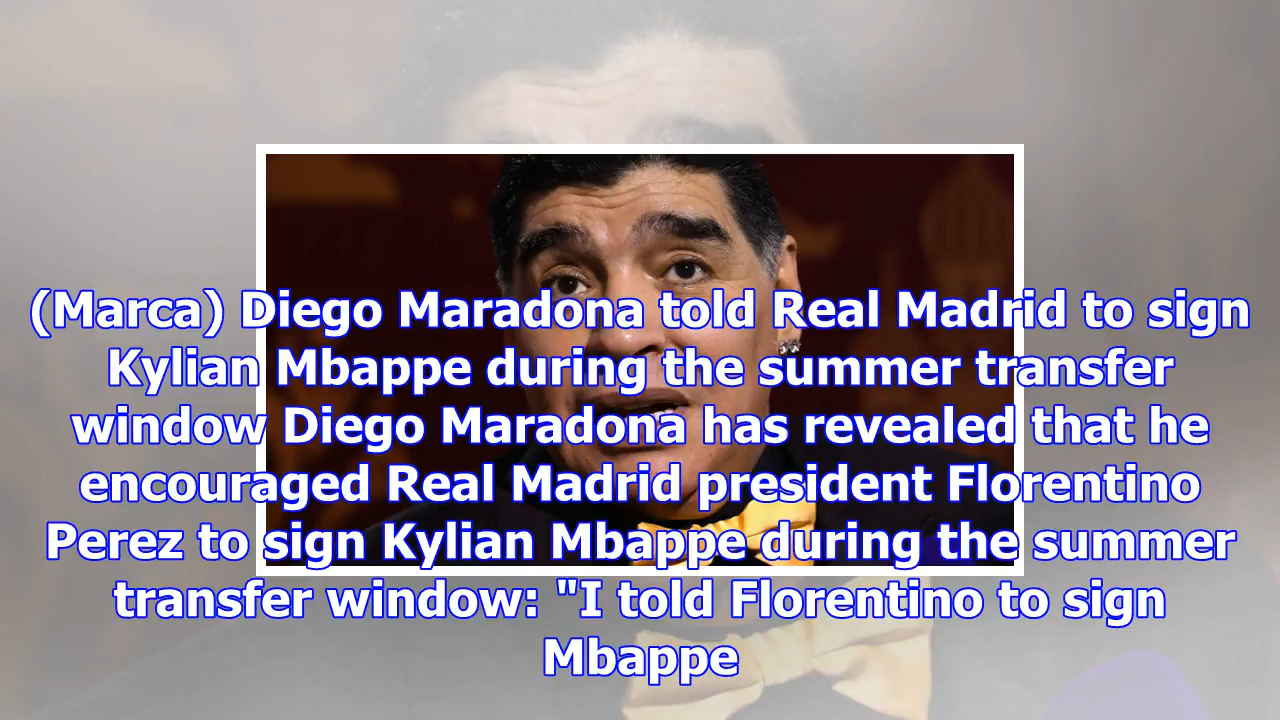 (Marca) Diego Maradona told Real Madrid to sign
Kylian Mbappe during the summer transfer
window Diego Maradona has revealed that he
encouraged Real Madrid president Florentino
Perez to sign Kylian Mbappe during the summer
transfer window: "I told Florentino to sign
Mbappe